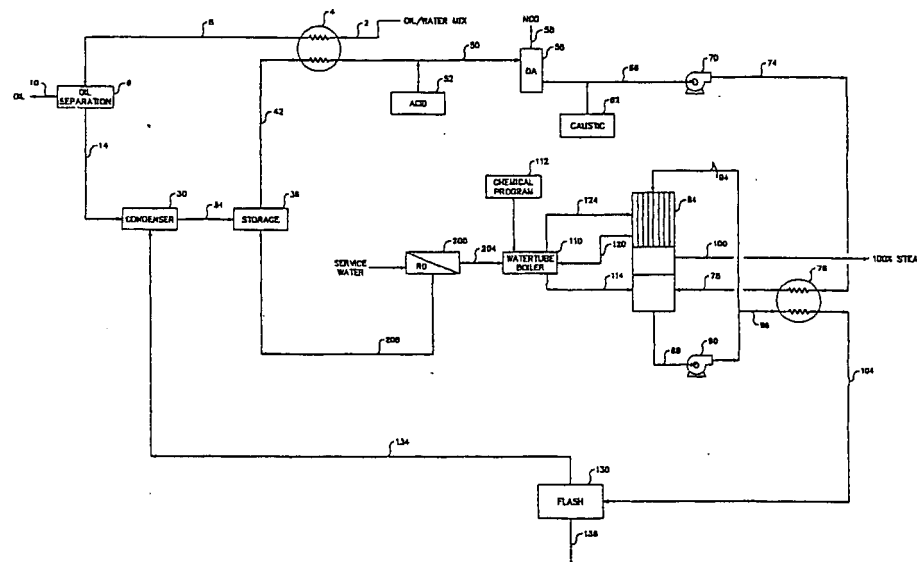 6
4
2
OIL/WATER MIX
NCG
58
50
56
DA
66
70
74
10
OIL
OIL
SEPARATION
8
42
52
ACID
62
CAUSTIC
14
112
CHEMICAL
PROGRAM
94
84
30
CONDENSER
34
STORAGE
38
124
200
204
110
120
100
100% STEA
SERVICE
WATER
RO
WATERTUBE
BOILER
114
78
76
96
208
88
90
104
134
130
FLASH
138